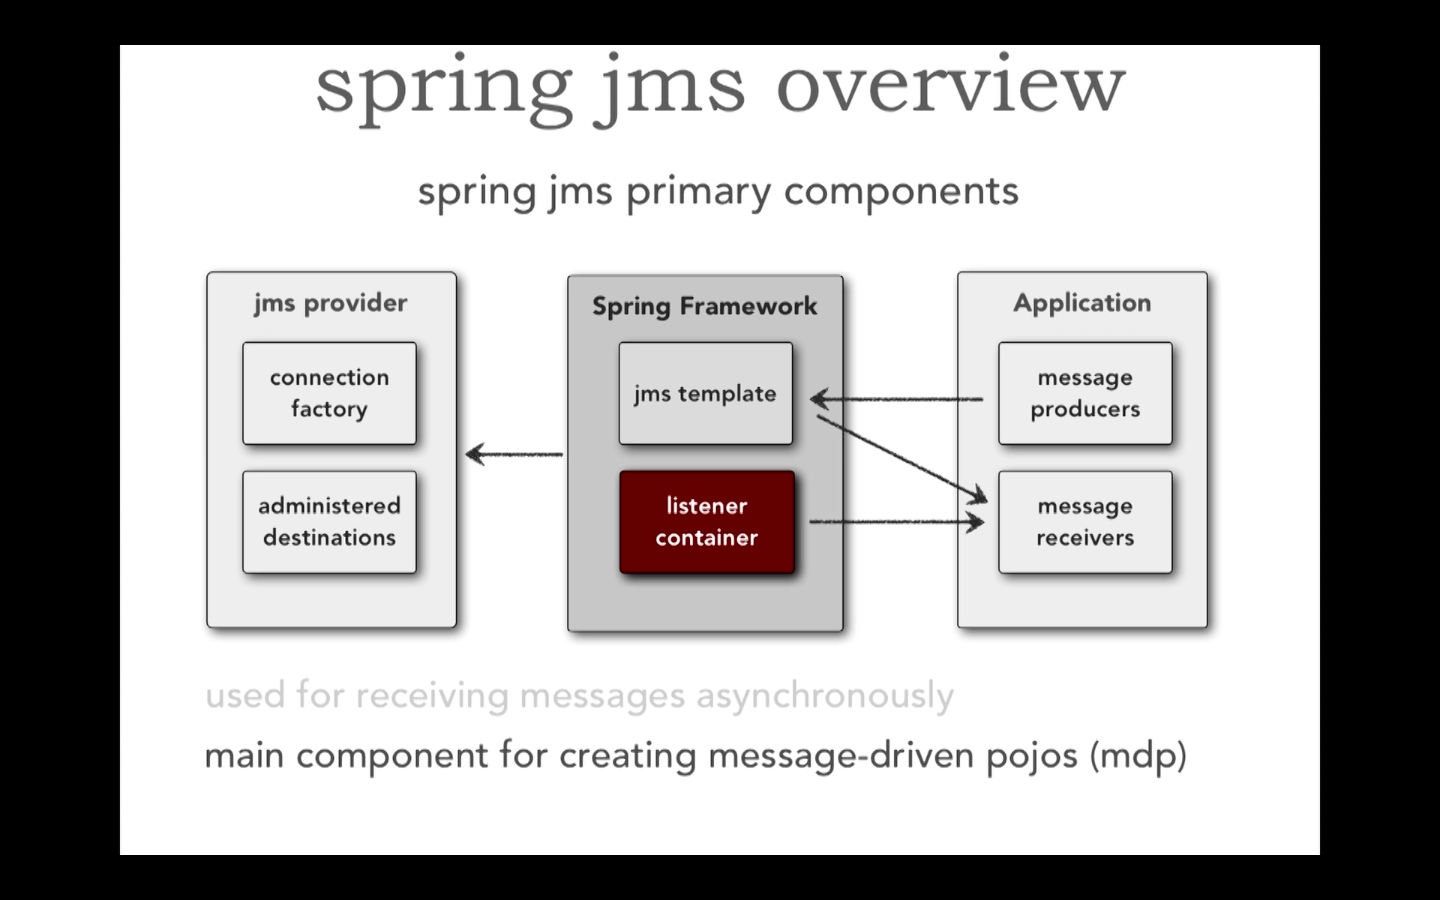 spring jms overview
spring jms primary components
jms provider
connection
factory
administered
destinations
Spring Framework
jms template
listener
container
Application
message
producers
message
receivers
used for receiving messages asynchronously
main component for creating message-driven pojos (mdp)